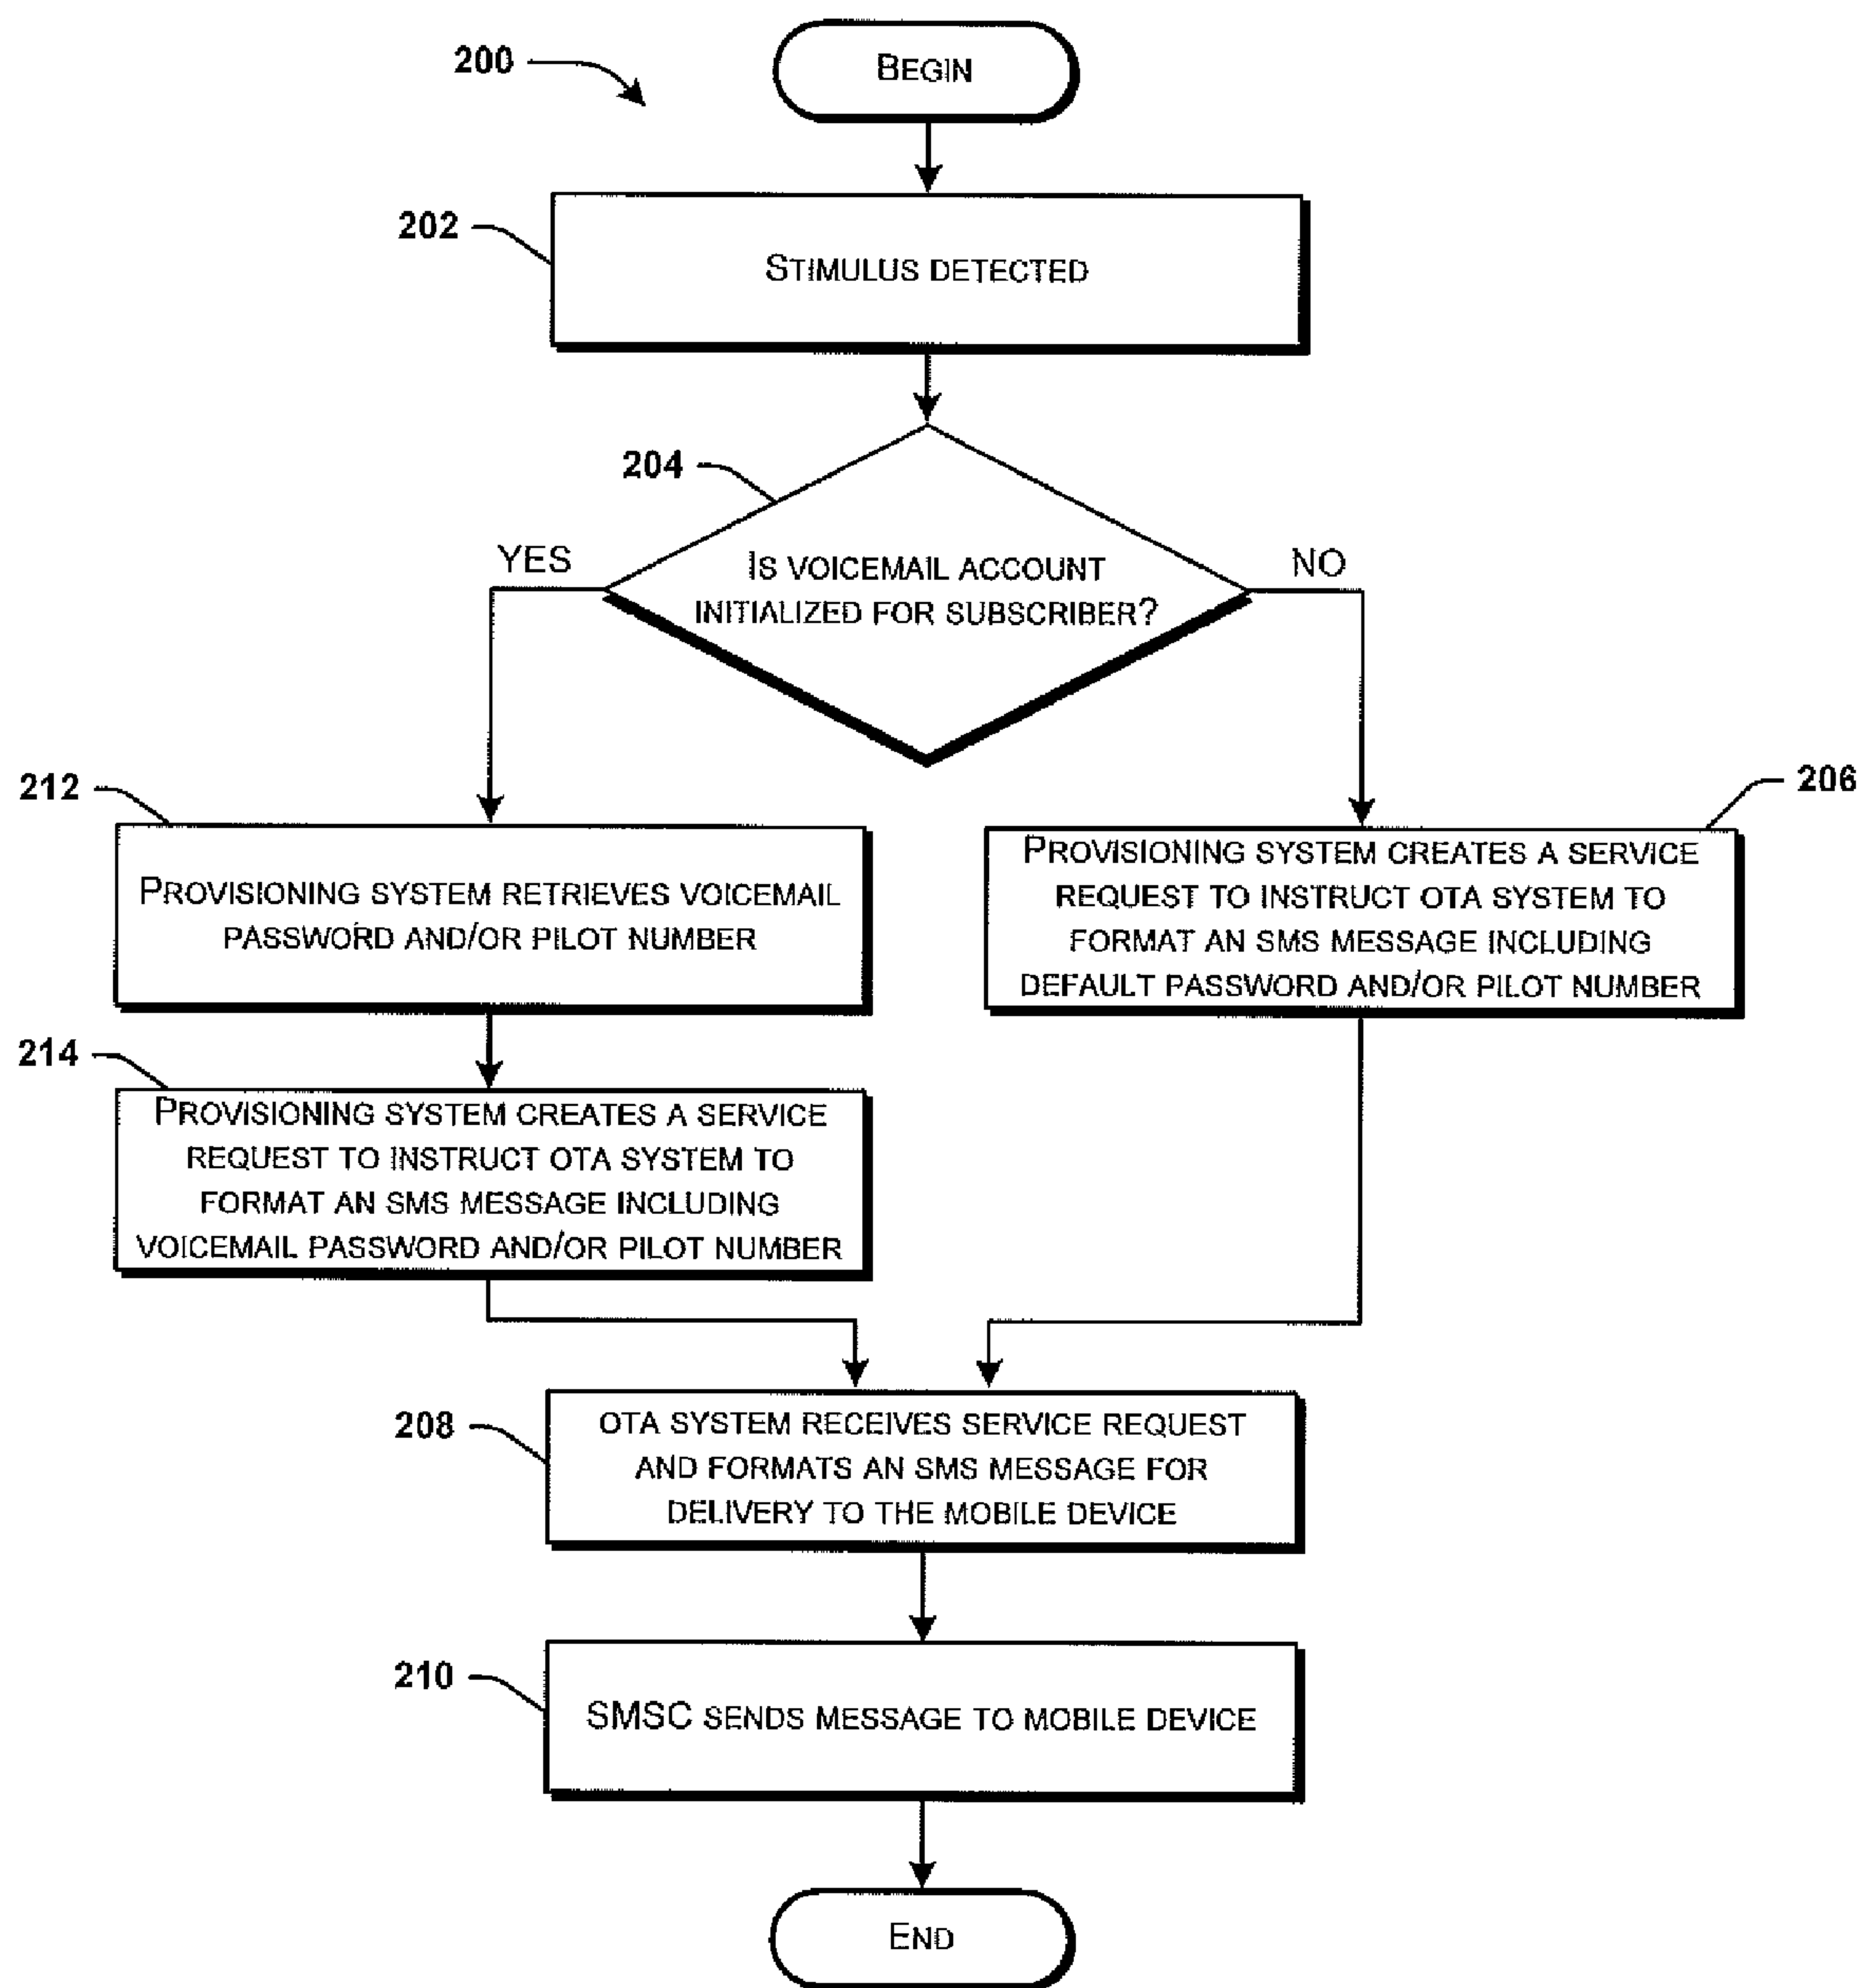 200
BEGIN
202
STIMULUS DETECTED
204
YES
IS VOICEMAIL ACCOUNT
INITIALIZED FOR SUBSCRIBER?
NO
212
PROVISIONING SYSTEM RETRIEVES VOICEMAIL
PASSWORD AND/OR PILOT NUMBER
206
PROVISIONING SYSTEM CREATES A SERVICE
REQUEST TO INSTRUCT OTA SYSTEM TO
FORMAT AN SMS MESSAGE INCLUDING
DEFAULT PASSWORD AND/OR PILOT NUMBER
214
PROVISIONING SYSTEM CREATES A SERVICE
REQUEST TO INSTRUCT OTA SYSTEM TO
FORMAT AN SMS MESSAGE INCLUDING
VOICEMAIL PASSWORD AND/OR PILOT NUMBER
208
OTA SYSTEM RECEIVES SERVICE REQUEST
AND FORMATS AN SMS MESSAGE FOR
DELIVERY TO THE MOBILE DEVICE
210
SMSC SENDS MESSAGE TO MOBILE DEVICE
END